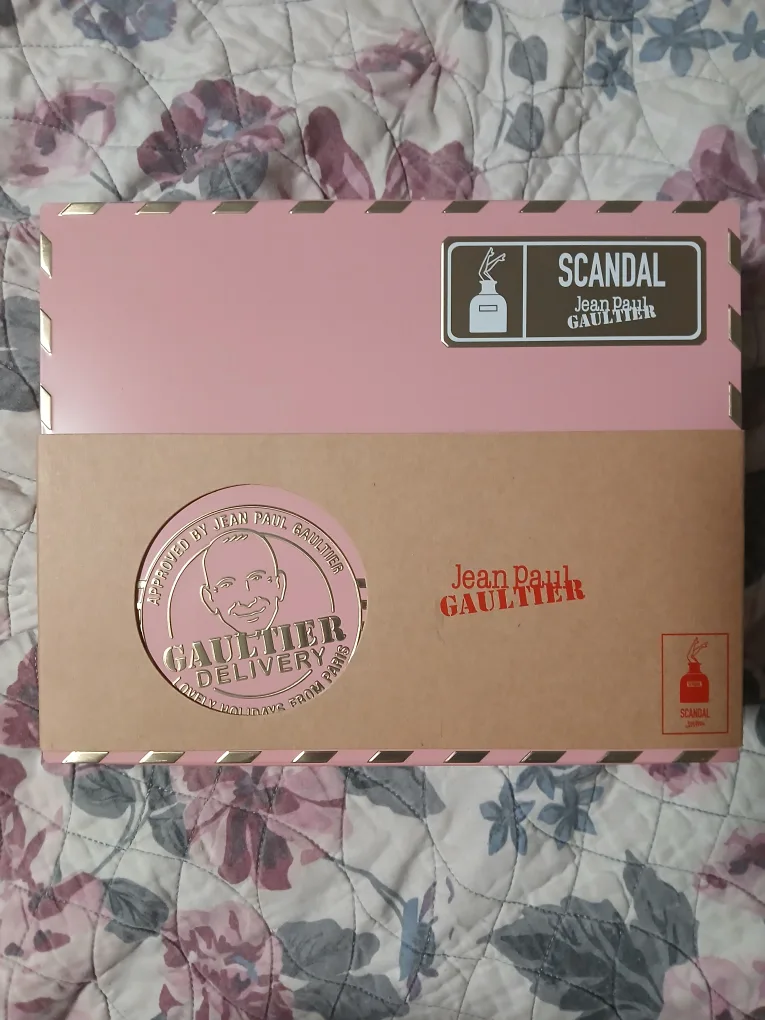 SCANDAL
Jean Paul
GAULTIER
APPROVED BY JEAN PAUL GAULTIER
GAULTIER
DELIVERY
LOVELY HOLIDAYS FROM PARIS
Jean Paul
GAULTIER
SCANDAL